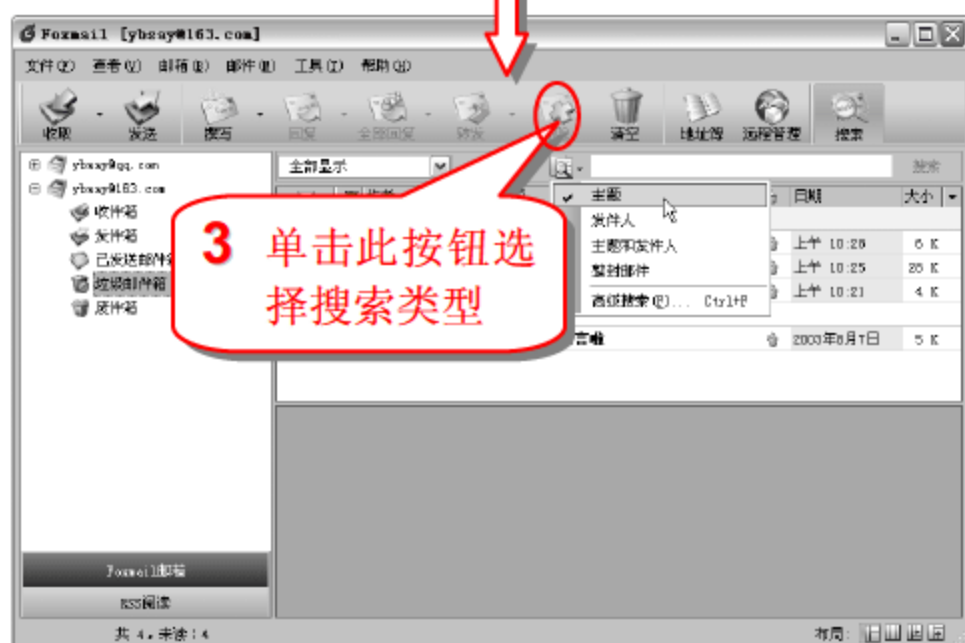 Foxmail [ybsay@163.com]
文件(F) 查看(V) 邮箱(B) 邮件(M) 工具(T) 帮助(H)
收取 发送 撰写 回复 全部回复 转发 清空 地址簿 远程管理 搜索
ybsay@qq.com
全部显示
搜索
ybsay@163.com
主题
日期
大小
收件箱
发件人
发件箱
主题和发件人
上午 10:28
6 K
已发送邮件箱
整封邮件
上午 10:25
28 K
垃圾邮件箱
高级搜索(P)... Ctrl+P
上午 10:21
4 K
废件箱
2003年8月7日
5 K
3 单击此按钮选
择搜索类型
Foxmail邮箱
RSS阅读
共 4，未读:4
布局: